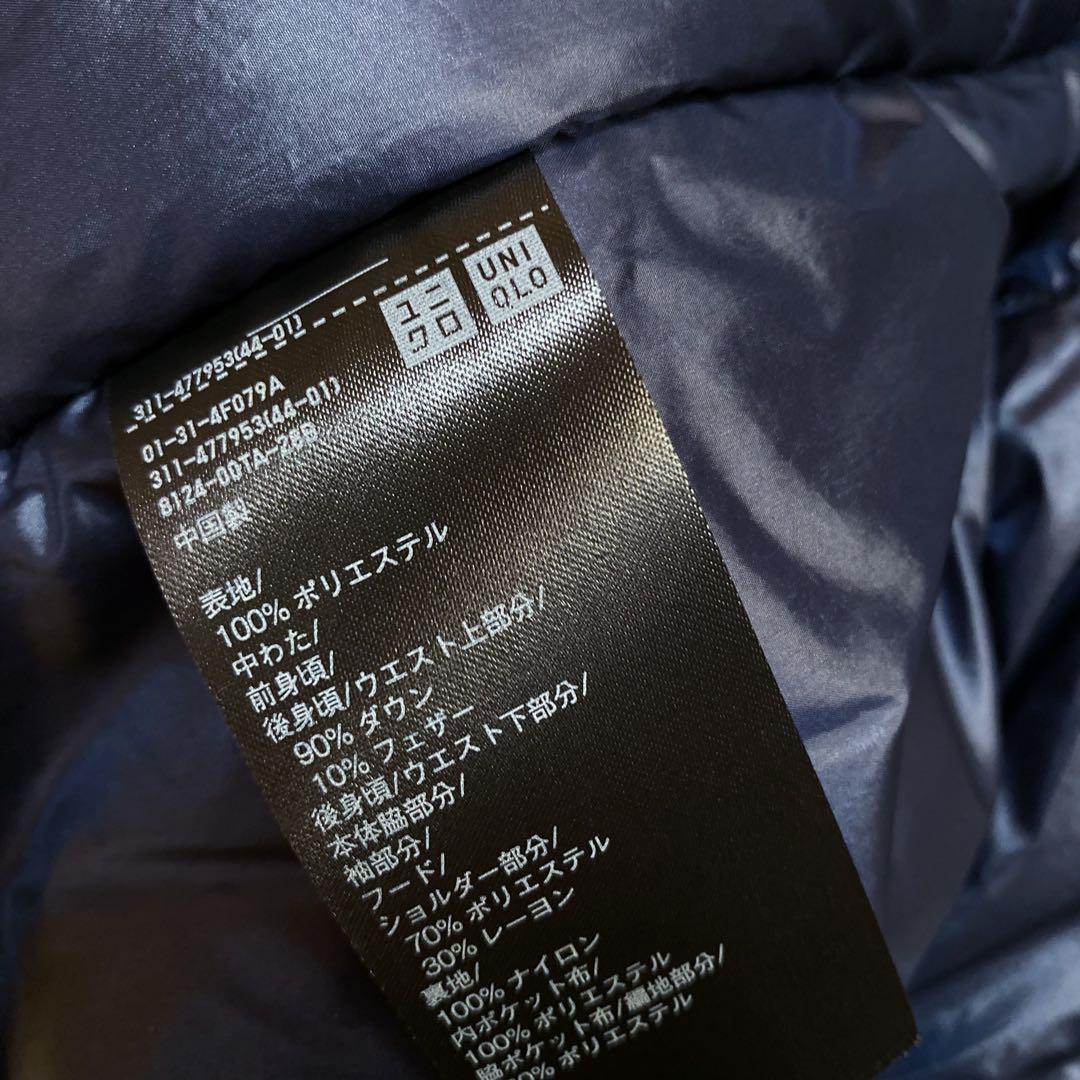 ユニ
クロ
UNI
QLO
311-477953(44-01)
01-31-4F079A
311-477953(44-01)
8124-00TA-28B
中国製
表地/
100% ポリエステル
中わた/
前身頃/
後身頃/ウエスト上部分/
90% ダウン
10% フェザー
後身頃/ウエスト下部分/
本体脇部分/
袖部分/
フード/
ショルダー部分/
70% ポリエステル
30% レーヨン
裏地/
100% ナイロン
内ポケット布/
100% ポリエステル
脇ポケット布/編地部分/
ポリエステル